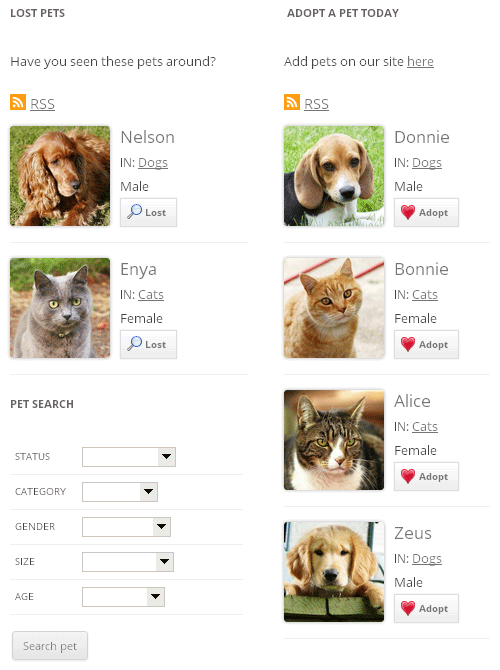 LOST PETS
Have you seen these pets around?
RSS
Nelson
IN: Dogs
Male
Lost
Enya
IN: Cats
Female
Lost
PET SEARCH
STATUS
CATEGORY
GENDER
SIZE
AGE
Search pet
ADOPT A PET TODAY
Add pets on our site here
RSS
Donnie
IN: Dogs
Male
Adopt
Bonnie
IN: Cats
Female
Adopt
Alice
IN: Cats
Female
Adopt
Zeus
IN: Dogs
Male
Adopt